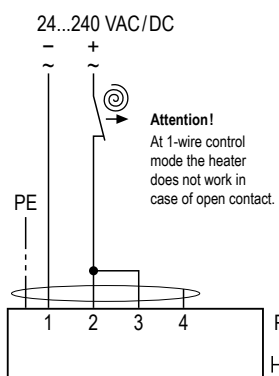 24...240 VAC/DC
− +
~ ~
Attention!
At 1-wire control
mode the heater
does not work in
case of open contact.
PE
1 2 3 4